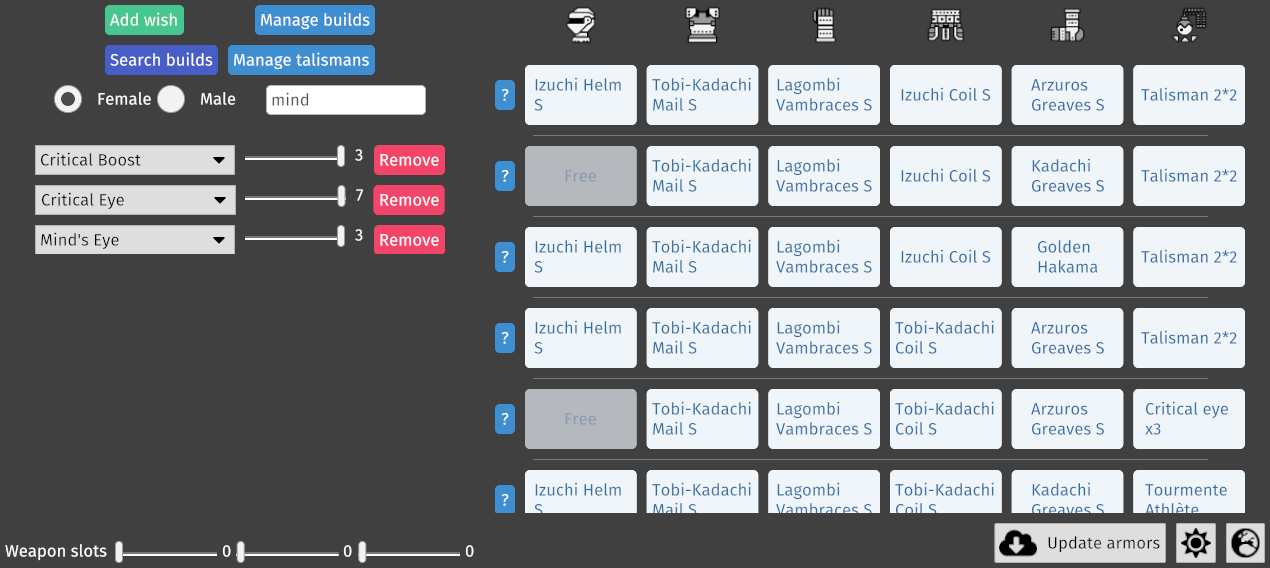 Add wish
Manage builds
Search builds
Manage talismans
Female
Male
mind
Critical Boost
3
Remove
Critical Eye
7
Remove
Mind's Eye
3
Remove
?
Izuchi Helm
S
Tobi-Kadachi
Mail S
Lagombi
Vambraces S
Izuchi Coil S
Arzuros
Greaves S
Talisman 2*2
?
Free
Tobi-Kadachi
Mail S
Lagombi
Vambraces S
Izuchi Coil S
Kadachi
Greaves S
Talisman 2*2
?
Izuchi Helm
S
Tobi-Kadachi
Mail S
Lagombi
Vambraces S
Izuchi Coil S
Golden
Hakama
Talisman 2*2
?
Izuchi Helm
S
Tobi-Kadachi
Mail S
Lagombi
Vambraces S
Tobi-Kadachi
Coil S
Arzuros
Greaves S
Talisman 2*2
?
Free
Tobi-Kadachi
Mail S
Lagombi
Vambraces S
Tobi-Kadachi
Coil S
Arzuros
Greaves S
Critical eye
x3
?
Izuchi Helm
S
Tobi-Kadachi
Mail S
Lagombi
Vambraces S
Tobi-Kadachi
Coil S
Kadachi
Greaves S
Tourmente
Athlète
Weapon slots
0
0
0
Update armors